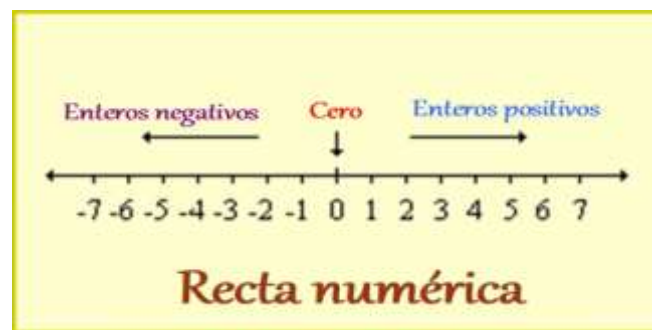 Enteros negativos Cero Enteros positivos
-7 -6 -5 -4 -3 -2 -1 0 1 2 3 4 5 6 7
Recta numérica